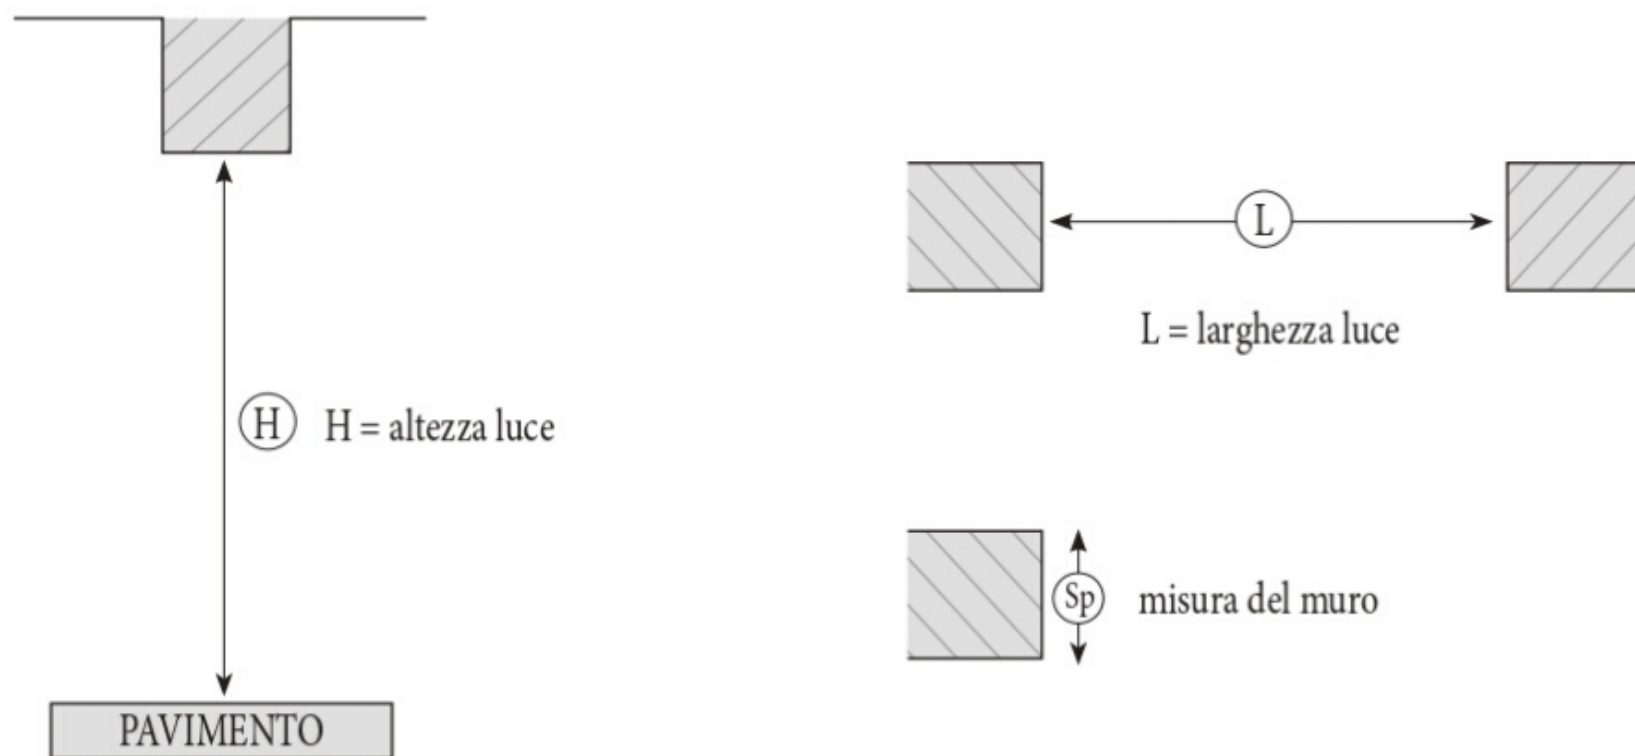 L
L = larghezza luce
H
H = altezza luce
Sp
misura del muro
PAVIMENTO